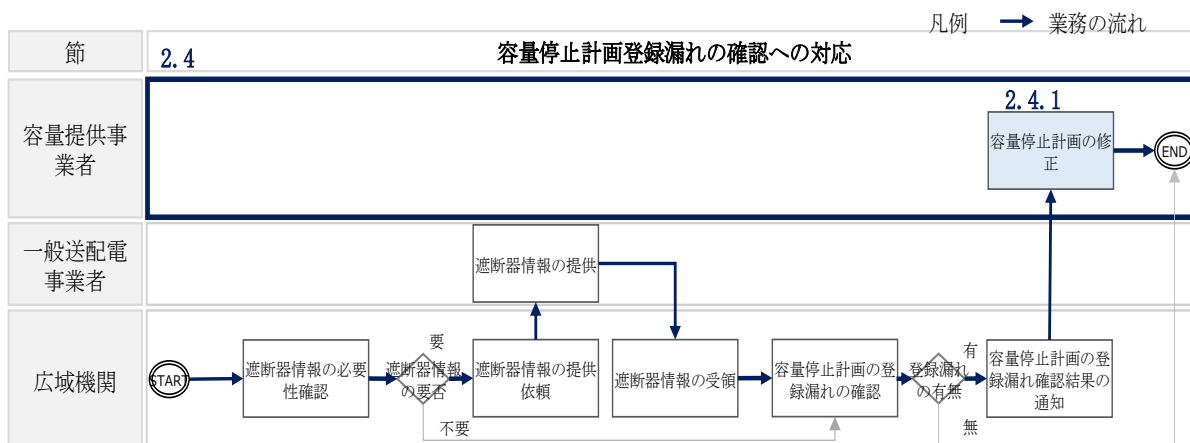 凡例 業務の流れ
節
2.4
容量停止計画登録漏れの確認への対応
容量提供事
業者
2.4.1
容量停止計画の修
正
END
一般送配電
事業者
遮断器情報の提供
広域機関
START
遮断器情報の必要
性確認
要
遮断器情報
の要否
不要
遮断器情報の提供
依頼
遮断器情報の受領
容量停止計画の登
録漏れの確認
有
登録漏れ
の有無
無
容量停止計画の登
録漏れ確認結果の
通知